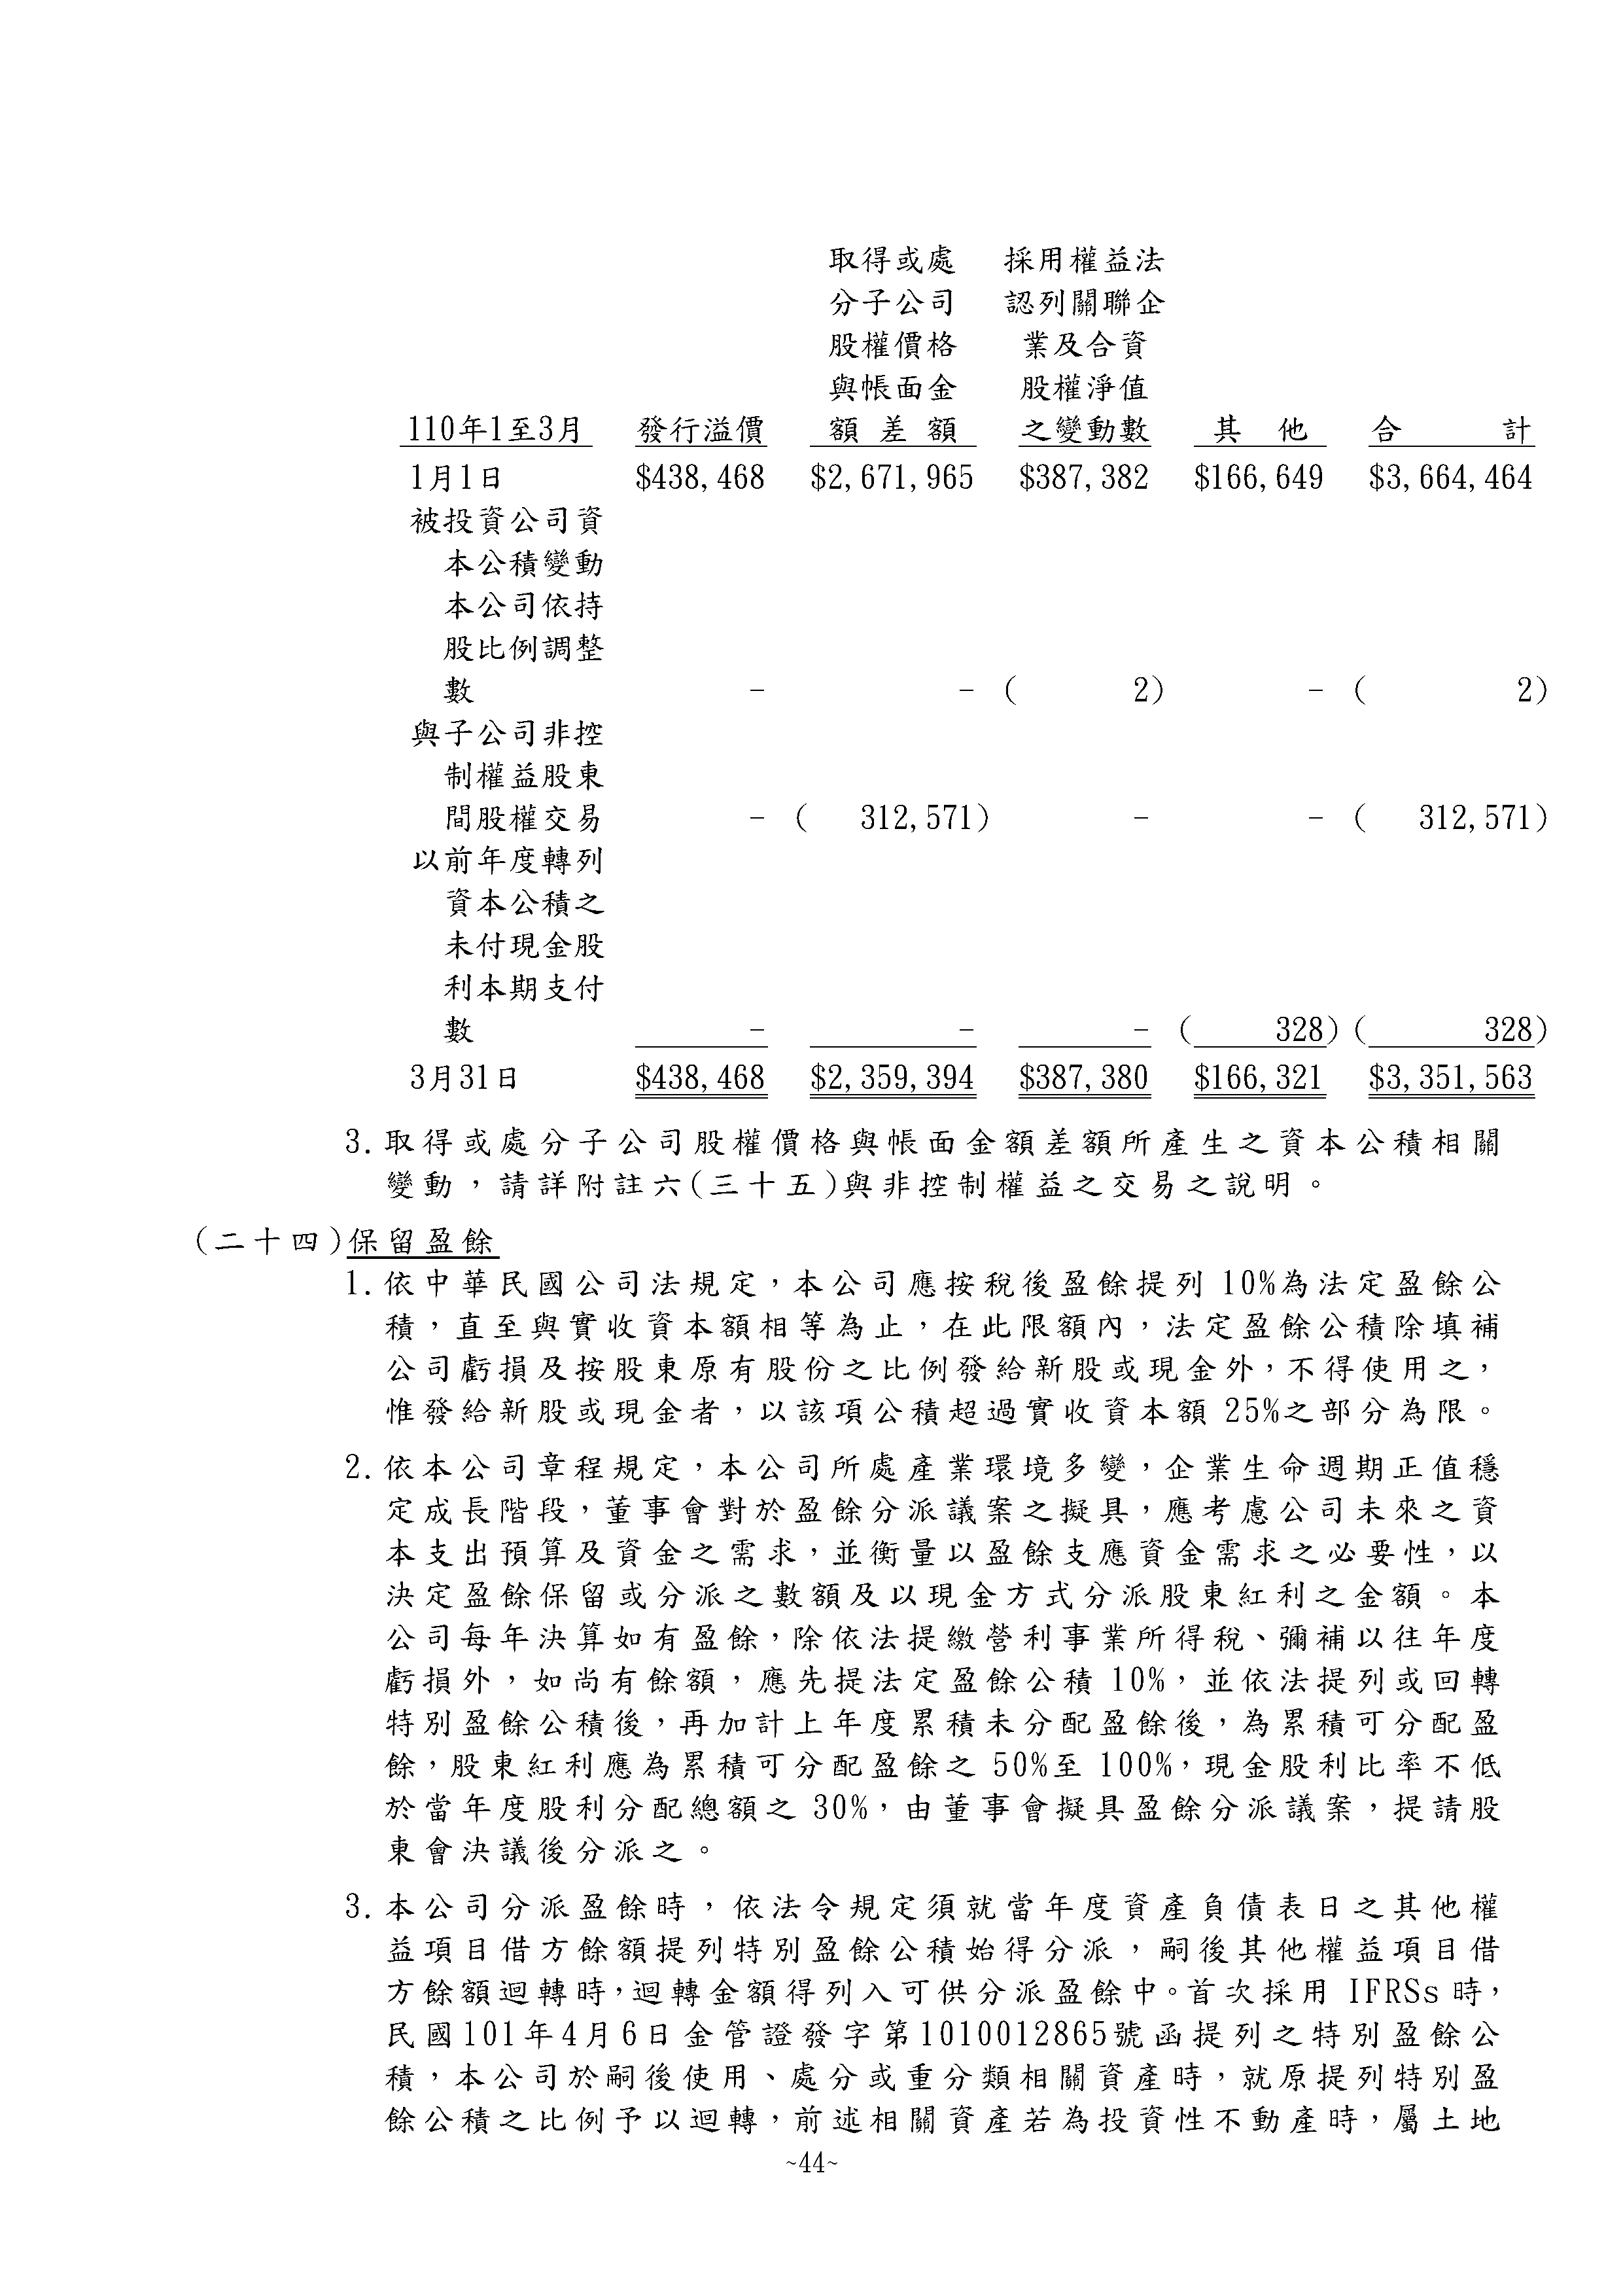 取得或處 採用權益法
分子公司 認列關聯企
股權價格 業及合資
與帳面金 股權淨值
110年1至3月 發行溢價 額差額 之變動數 其他 合計
1月1日 $438,468 $2,671,965 $387,382 $166,649 $3,664,464
被投資公司資
本公積變動
本公司依持
股比例調整
數 - - ( 2) - ( 2)
與子公司非控
制權益股東
間股權交易 - ( 312,571) - - ( 312,571)
以前年度轉列
資本公積之
未付現金股
利本期支付
數 - - - ( 328) ( 328)
3月31日 $438,468 $2,359,394 $387,380 $166,321 $3,351,563
3.取得或處分子公司股權價格與帳面金額差額所產生之資本公積相關
變動，請詳附註六(三十五)與非控制權益之交易之說明。
(二十四)保留盈餘
1.依中華民國公司法規定，本公司應按稅後盈餘提列 10%為法定盈餘公
積，直至與實收資本額相等為止，在此限額內，法定盈餘公積除填補
公司虧損及按股東原有股份之比例發給新股或現金外，不得使用之，
惟發給新股或現金者，以該項公積超過實收資本額 25%之部分為限。
2.依本公司章程規定，本公司所處產業環境多變，企業生命週期正值穩
定成長階段，董事會對於盈餘分派議案之擬具，應考慮公司未來之資
本支出預算及資金之需求，並衡量以盈餘支應資金需求之必要性，以
決定盈餘保留或分派之數額及以現金方式分派股東紅利之金額。本
公司每年決算如有盈餘，除依法提繳營利事業所得稅、彌補以往年度
虧損外，如尚有餘額，應先提法定盈餘公積 10%，並依法提列或回轉
特別盈餘公積後，再加計上年度累積未分配盈餘後，為累積可分配盈
餘，股東紅利應為累積可分配盈餘之 50%至 100%，現金股利比率不低
於當年度股利分配總額之 30%，由董事會擬具盈餘分派議案，提請股
東會決議後分派之。
3.本公司分派盈餘時，依法令規定須就當年度資產負債表日之其他權
益項目借方餘額提列特別盈餘公積始得分派，嗣後其他權益項目借
方餘額迴轉時，迴轉金額得列入可供分派盈餘中。首次採用 IFRSs 時，
民國101年4月6日金管證發字第1010012865號函提列之特別盈餘公
積，本公司於嗣後使用、處分或重分類相關資產時，就原提列特別盈
餘公積之比例予以迴轉，前述相關資產若為投資性不動產時，屬土地
~44~